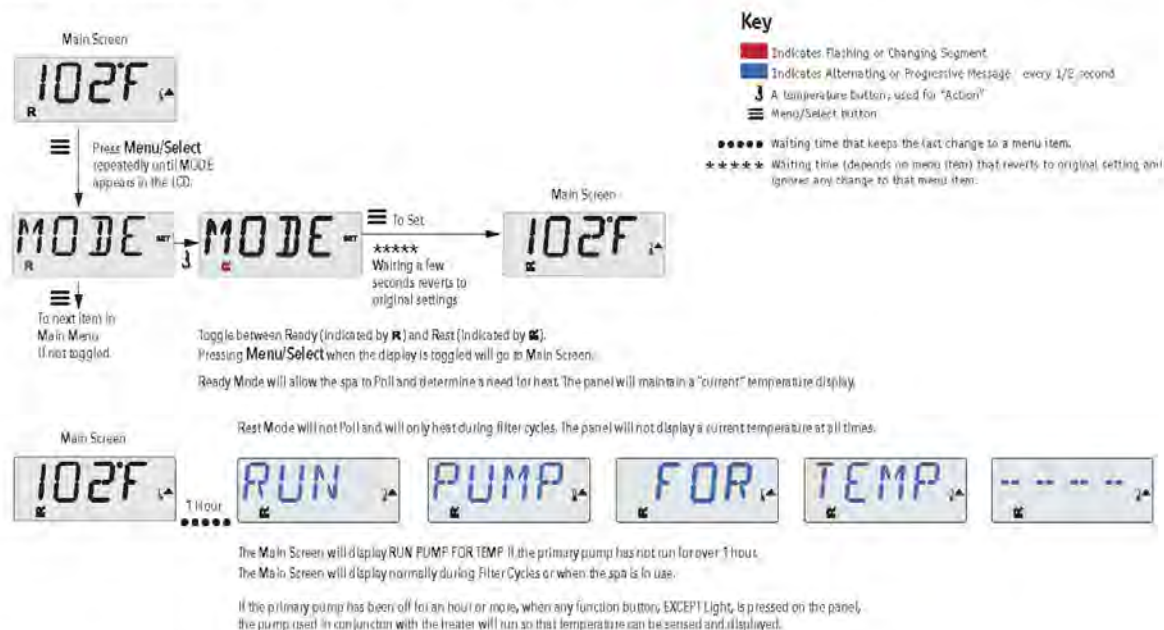 Key
Indicates Flashing or Changing Segment
Indicates Alternating or Progressive Message - every 1/2 second
A temperature button, used for "Action"
Menu/Select button
Waiting time that keeps the last change to a menu item.
***** Waiting time (depends on menu item) that reverts to original setting and
ignores any change to that menu item.
Main Screen
102°F
R
Press Menu/Select
repeatedly until MODE
appears in the LCD.
MODE SET
R
MODE SET
R
To Set
*****
Waiting a few
seconds reverts to
original settings
Main Screen
102°F
R
To next item in
Main Menu
if not toggled.
Toggle between Ready (indicated by R) and Rest (indicated by R).
Pressing Menu/Select when the display is toggled will go to Main Screen.
Ready Mode will allow the spa to Poll and determine a need for heat. The panel will maintain a "current" temperature display.
Rest Mode will not Poll and will only heat during filter cycles. The panel will not display a current temperature at all times.
Main Screen
102°F
R
1 Hour
RUN
R
PUMP
R
FOR
R
TEMP
R
-- -- -- --
R
The Main Screen will display RUN PUMP FOR TEMP if the primary pump has not run for over 1 hour.
The Main Screen will display normally during Filter Cycles or when the spa is in use.
If the primary pump has been off for an hour or more, when any function button, EXCEPT Light, is pressed on the panel,
the pump used in conjunction with the heater will run so that temperature can be sensed and displayed.